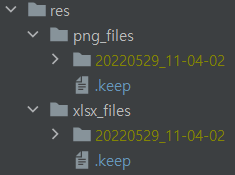 res
png_files
20220529_11-04-02
.keep
xlsx_files
20220529_11-04-02
.keep